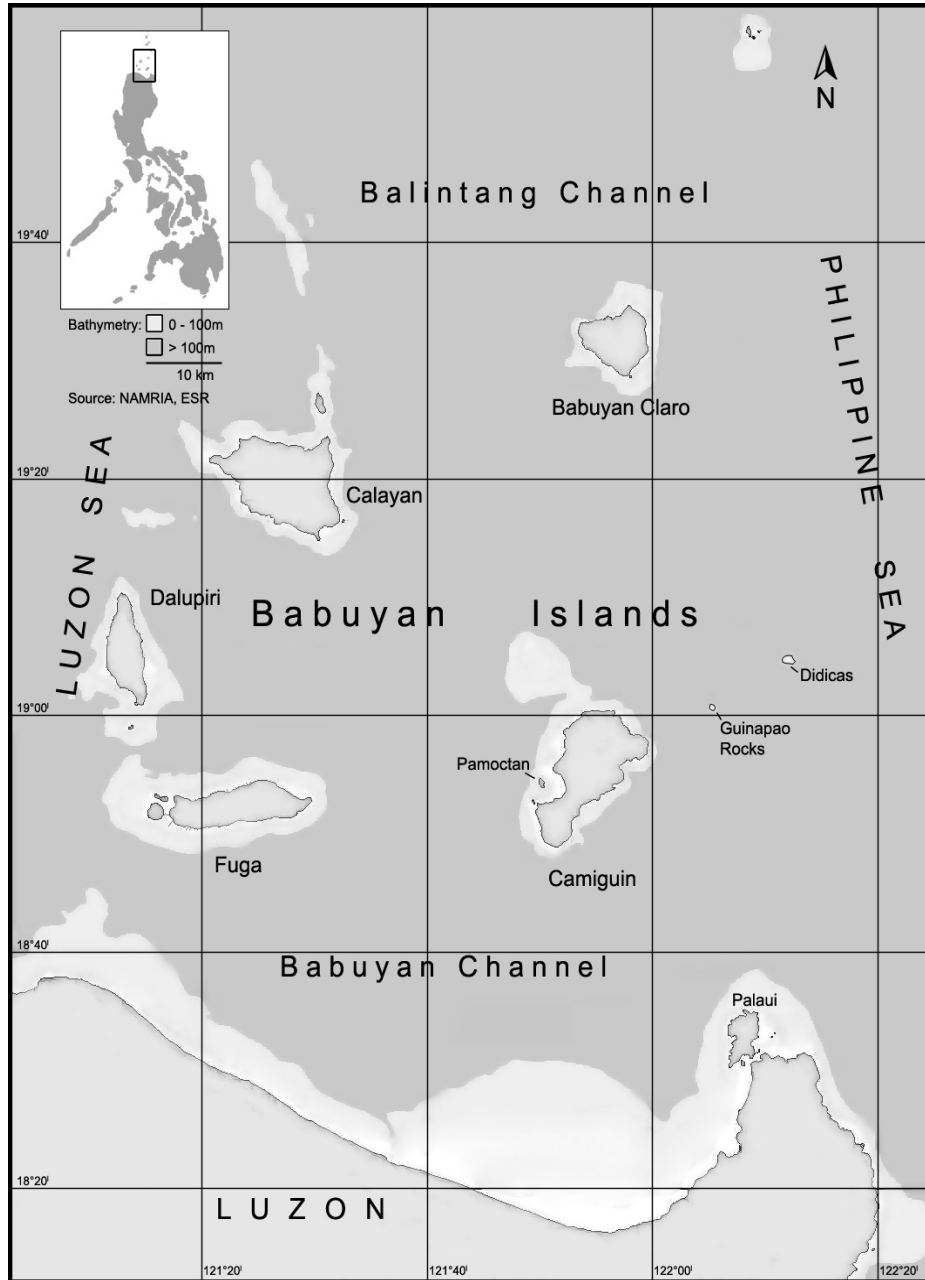 N
Balintang Channel
19°40'
PHILIPPINE SEA
Bathymetry: 0 - 100m
> 100m
10 km
Source: NAMRIA, ESR
Babuyan Claro
LUZON SEA
19°20'
Calayan
Dalupiri
Babuyan Islands
Didicas
19°00'
Guinapao
Rocks
Pamoctan
Fuga
Camiguin
18°40'
Babuyan Channel
Palaui
18°20'
LUZON
121°20'
121°40'
122°00'
122°20'